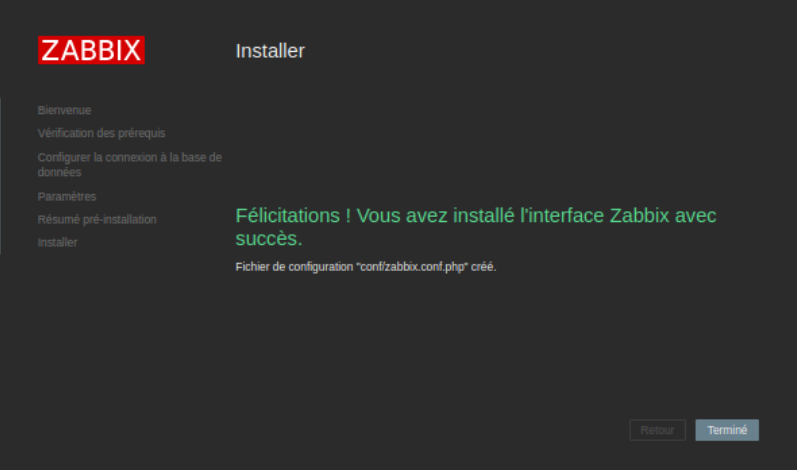 ZABBIX
Installer
Bienvenue
Vérification des prérequis
Configurer la connexion à la base de
données
Paramètres
Résumé pré-installation
Installer
Félicitations ! Vous avez installé l'interface Zabbix avec
succès.
Fichier de configuration "conf/zabbix.conf.php" créé.
Retour
Terminé